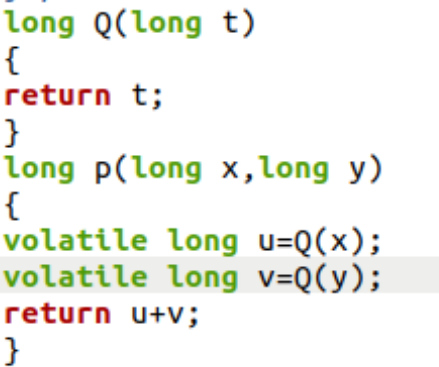 long Q(long t)
{
return t;
}
long p(long x,long y)
{
volatile long u=Q(x);
volatile long v=Q(y);
return u+v;
}